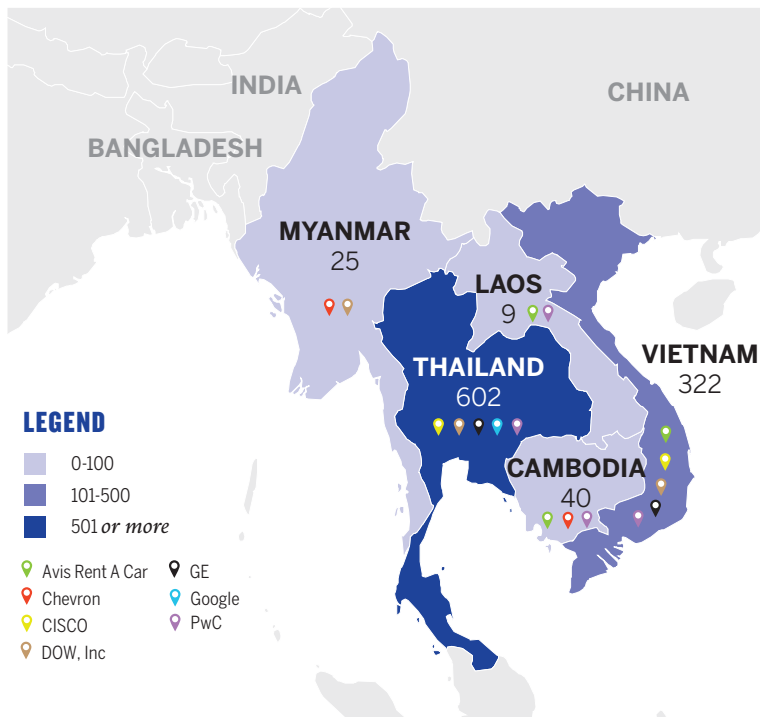 INDIA
CHINA
BANGLADESH
MYANMAR
25
LAOS
9
THAILAND
602
VIETNAM
322
CAMBODIA
40
LEGEND
0-100
101-500
501 or more
Avis Rent A Car
Chevron
CISCO
DOW, Inc
GE
Google
PwC